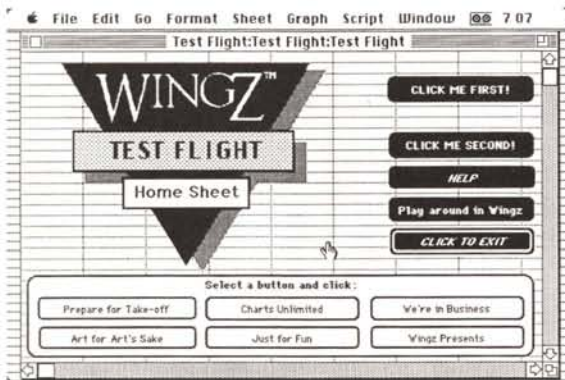 File Edit Go Format Sheet Graph Script Window 7 07
Test Flight:Test Flight:Test Flight
WINGZ™
TEST FLIGHT
Home Sheet
CLICK ME FIRST!
CLICK ME SECOND!
HELP
Play around in Wingz
CLICK TO EXIT
Select a button and click:
Prepare for Take-off Charts Unlimited We're in Business
Art for Art's Sake Just for Fun Wingz Presents